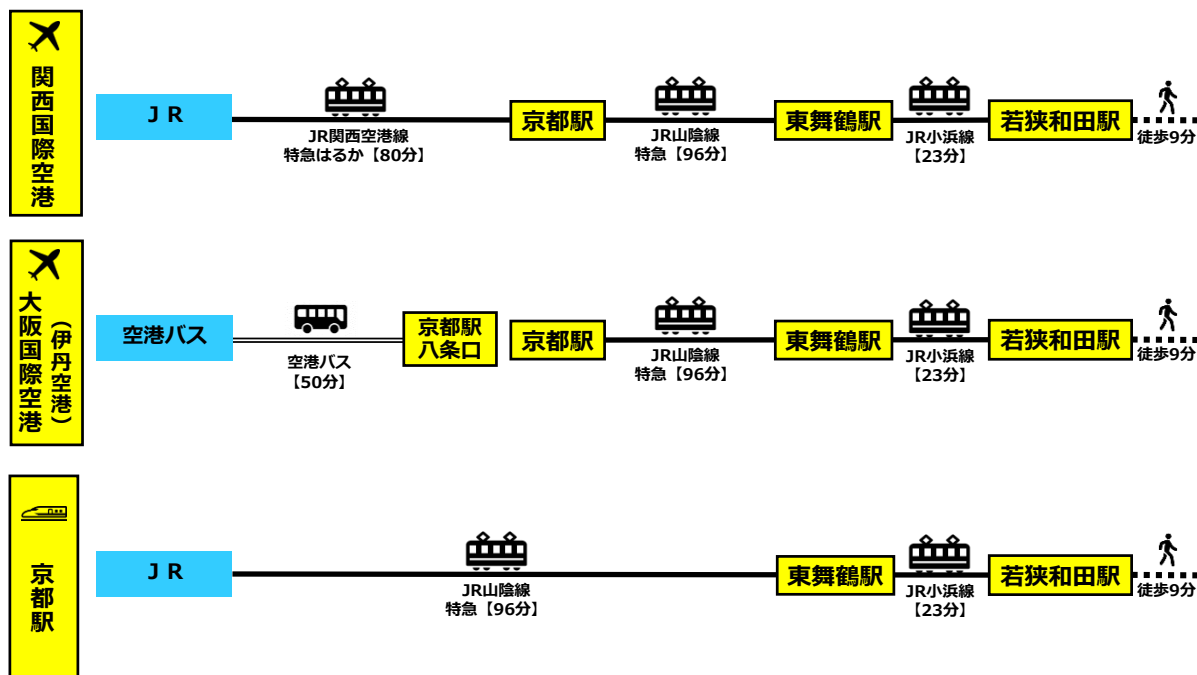 関西国際空港
ＪＲ
JR関西空港線
特急はるか【80分】
京都駅
JR山陰線
特急【96分】
東舞鶴駅
JR小浜線
【23分】
若狭和田駅
徒歩9分
大阪国際空港
（伊丹空港）
空港バス
空港バス
【50分】
京都駅
八条口
京都駅
JR山陰線
特急【96分】
東舞鶴駅
JR小浜線
【23分】
若狭和田駅
徒歩9分
京都駅
ＪＲ
JR山陰線
特急【96分】
東舞鶴駅
JR小浜線
【23分】
若狭和田駅
徒歩9分